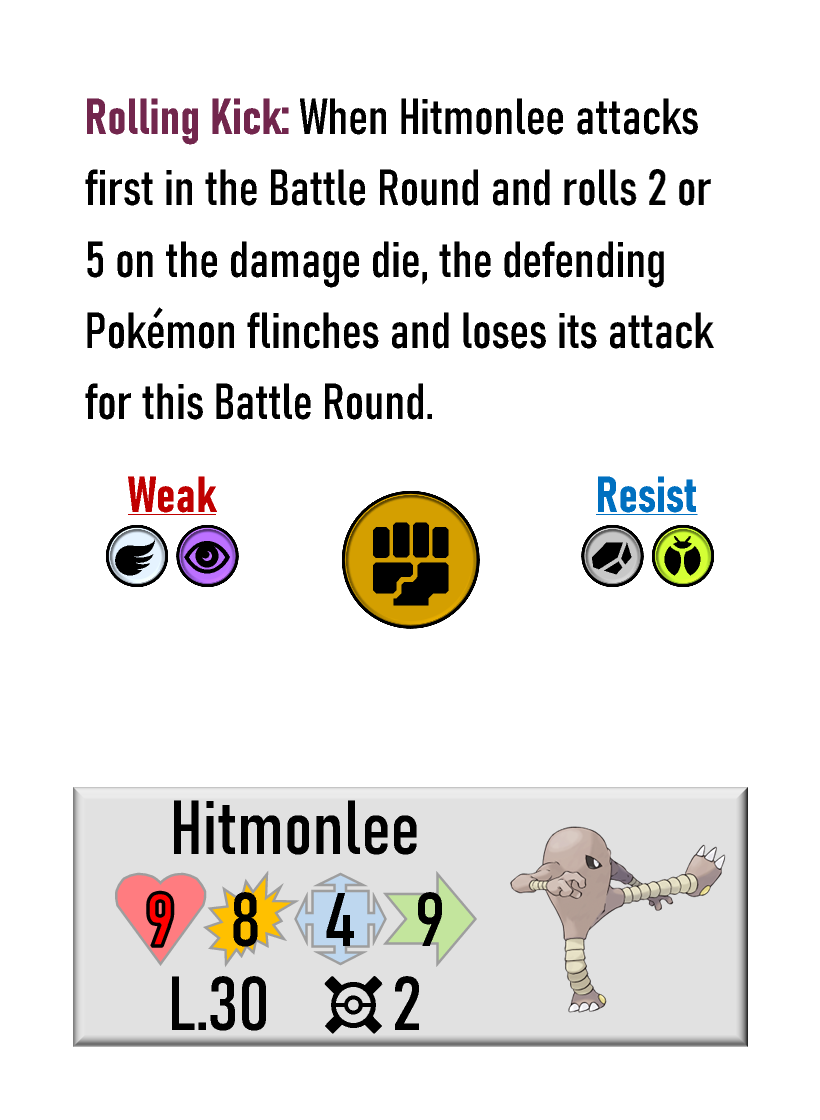 Rolling Kick: When Hitmonlee attacks
first in the Battle Round and rolls 2 or
5 on the damage die, the defending
Pokémon flinches and loses its attack
for this Battle Round.
Weak
Resist
Hitmonlee
9 8 4 9
L.30 2